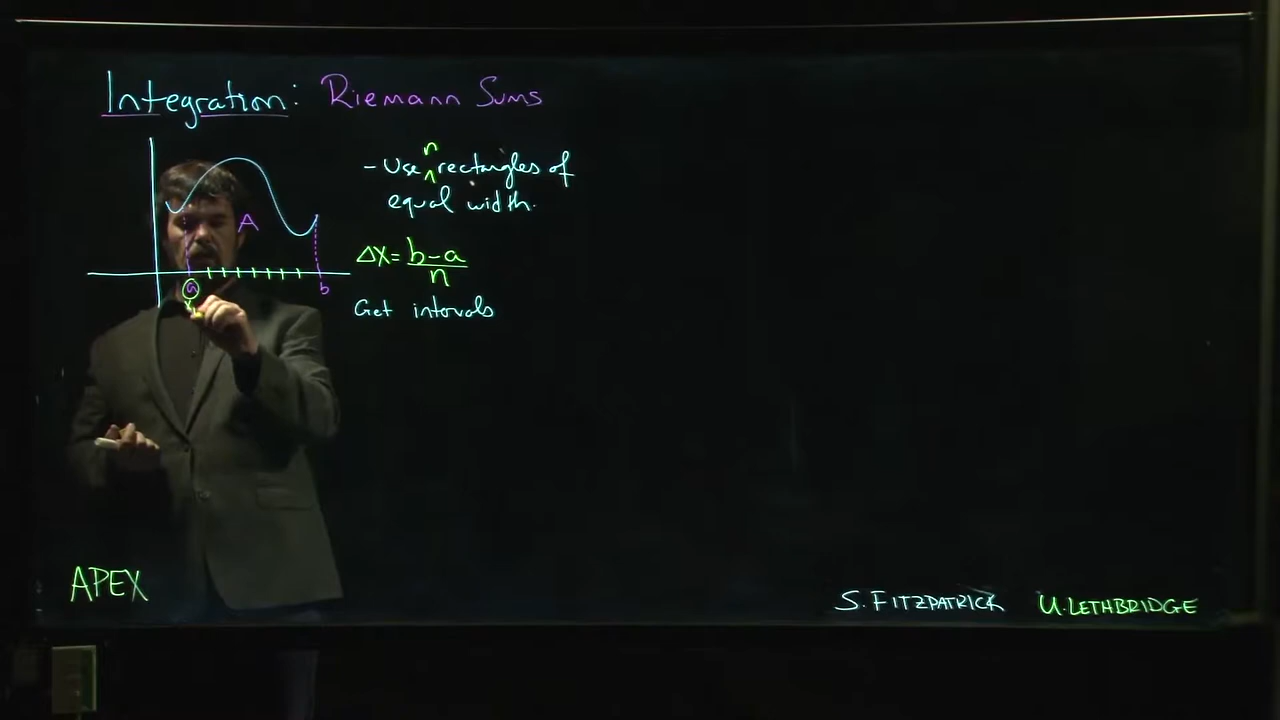 Integration: Riemann Sums
- Use n rectangles of
equal width.
A
Δx = b-a
n
a
b
Get intervals
APEX
S. FITZPATRICK U. LETHBRIDGE